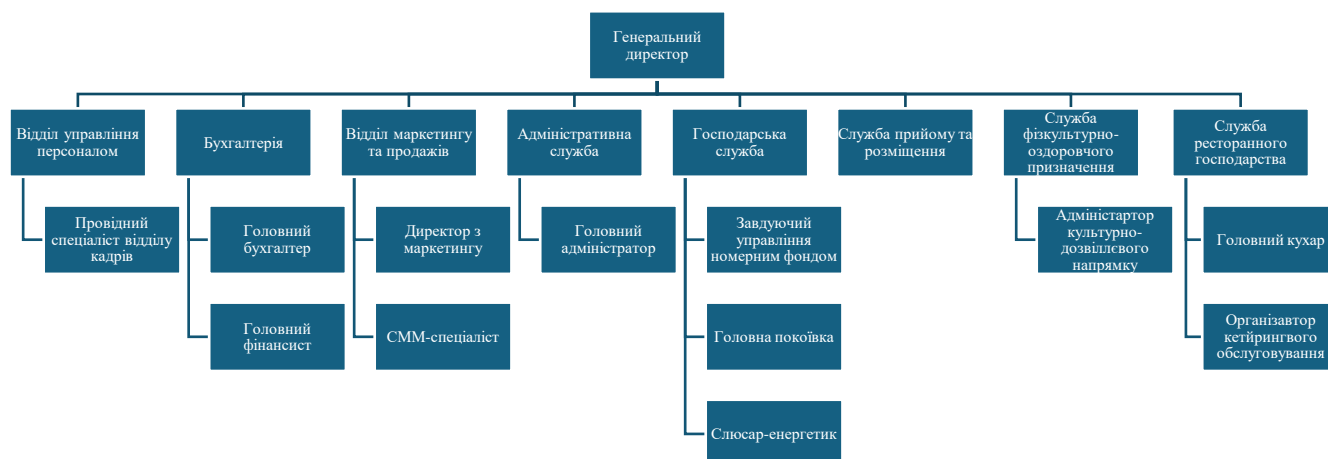 Генеральний
директор
Відділ управління
персоналом
Бухгалтерія
Відділ маркетингу
та продажів
Адміністративна
служба
Господарська
служба
Служба прийому та
розміщення
Служба
фізкультурно-
оздоровчого
призначення
Служба
ресторанного
господарства
Провідний
спеціаліст відділу
кадрів
Головний
бухгалтер
Директор з
маркетингу
Головний
адміністратор
Завдуючий
управління
номерним фондом
Адміністартор
культурно-
дозвіллєвого
напрямку
Головний кухар
Головний
фінансист
СММ-спеціаліст
Головна покоївка
Організавтор
кетйрингвого
обслуговування
Слюсар-енергетик